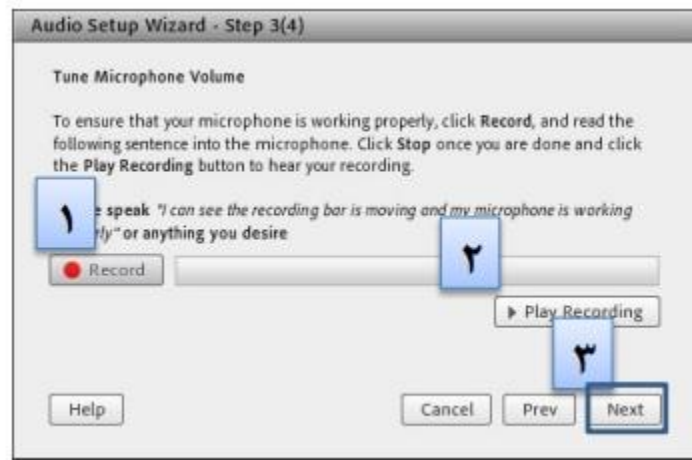 Audio Setup Wizard - Step 3(4)
Tune Microphone Volume
To ensure that your microphone is working properly, click Record, and read the
following sentence into the microphone. Click Stop once you are done and click
the Play Recording button to hear your recording.
۱
speak "I can see the recording bar is moving and my microphone is working
or anything you desire
۲
Record
Play Recording
۳
Help Cancel Prev Next